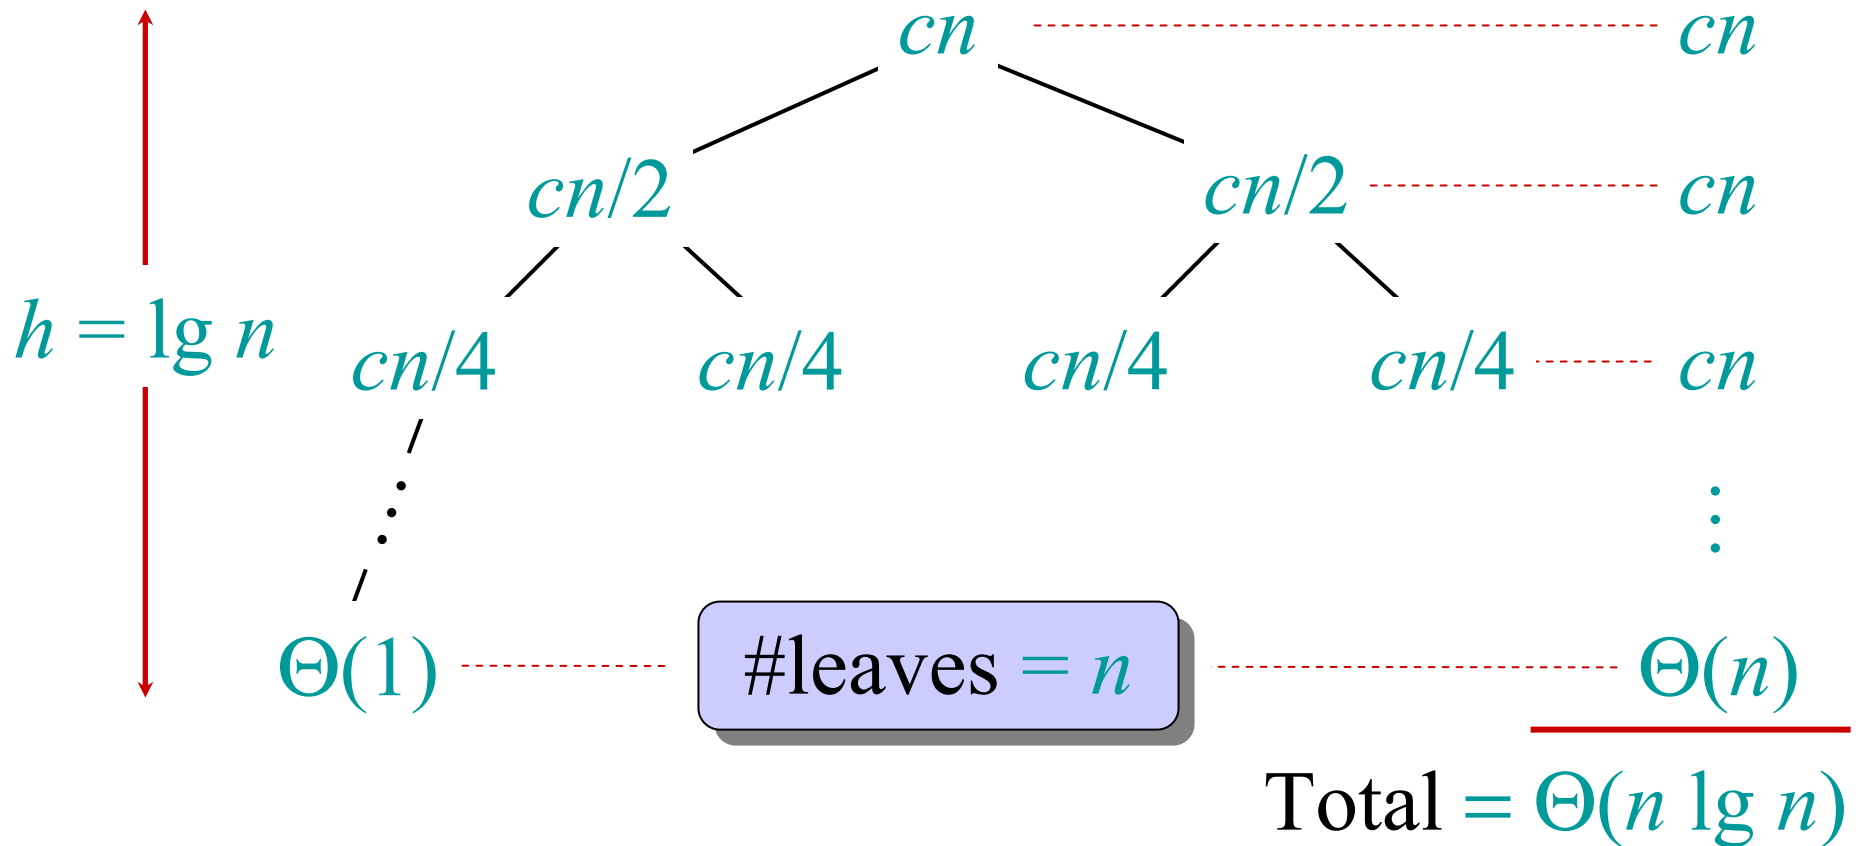 cn cn
cn/2 cn/2 cn
h = lg n
cn/4 cn/4 cn/4 cn/4 cn
Θ(1) #leaves = n Θ(n)
Total = Θ(n lg n)